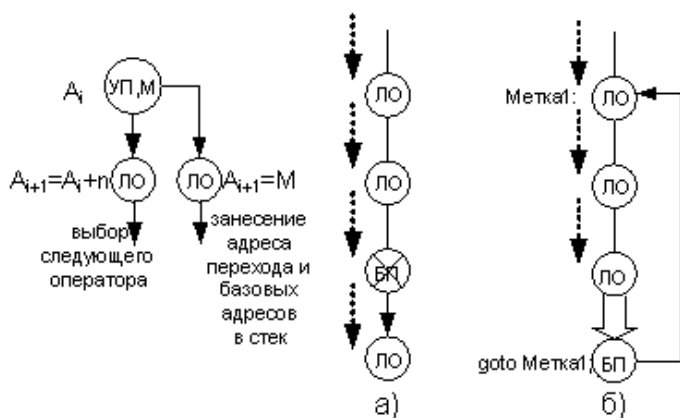 УП,М
A_i
A_{i+1}=A_i+n
ЛО
ЛО
A_{i+1}=M
выбор
следующего
оператора
занесение
адреса
перехода и
базовых
адресов
в стек
ЛО
ЛО
БП
ЛО
а)
Метка1:
ЛО
ЛО
ЛО
goto Метка1;
БП
б)